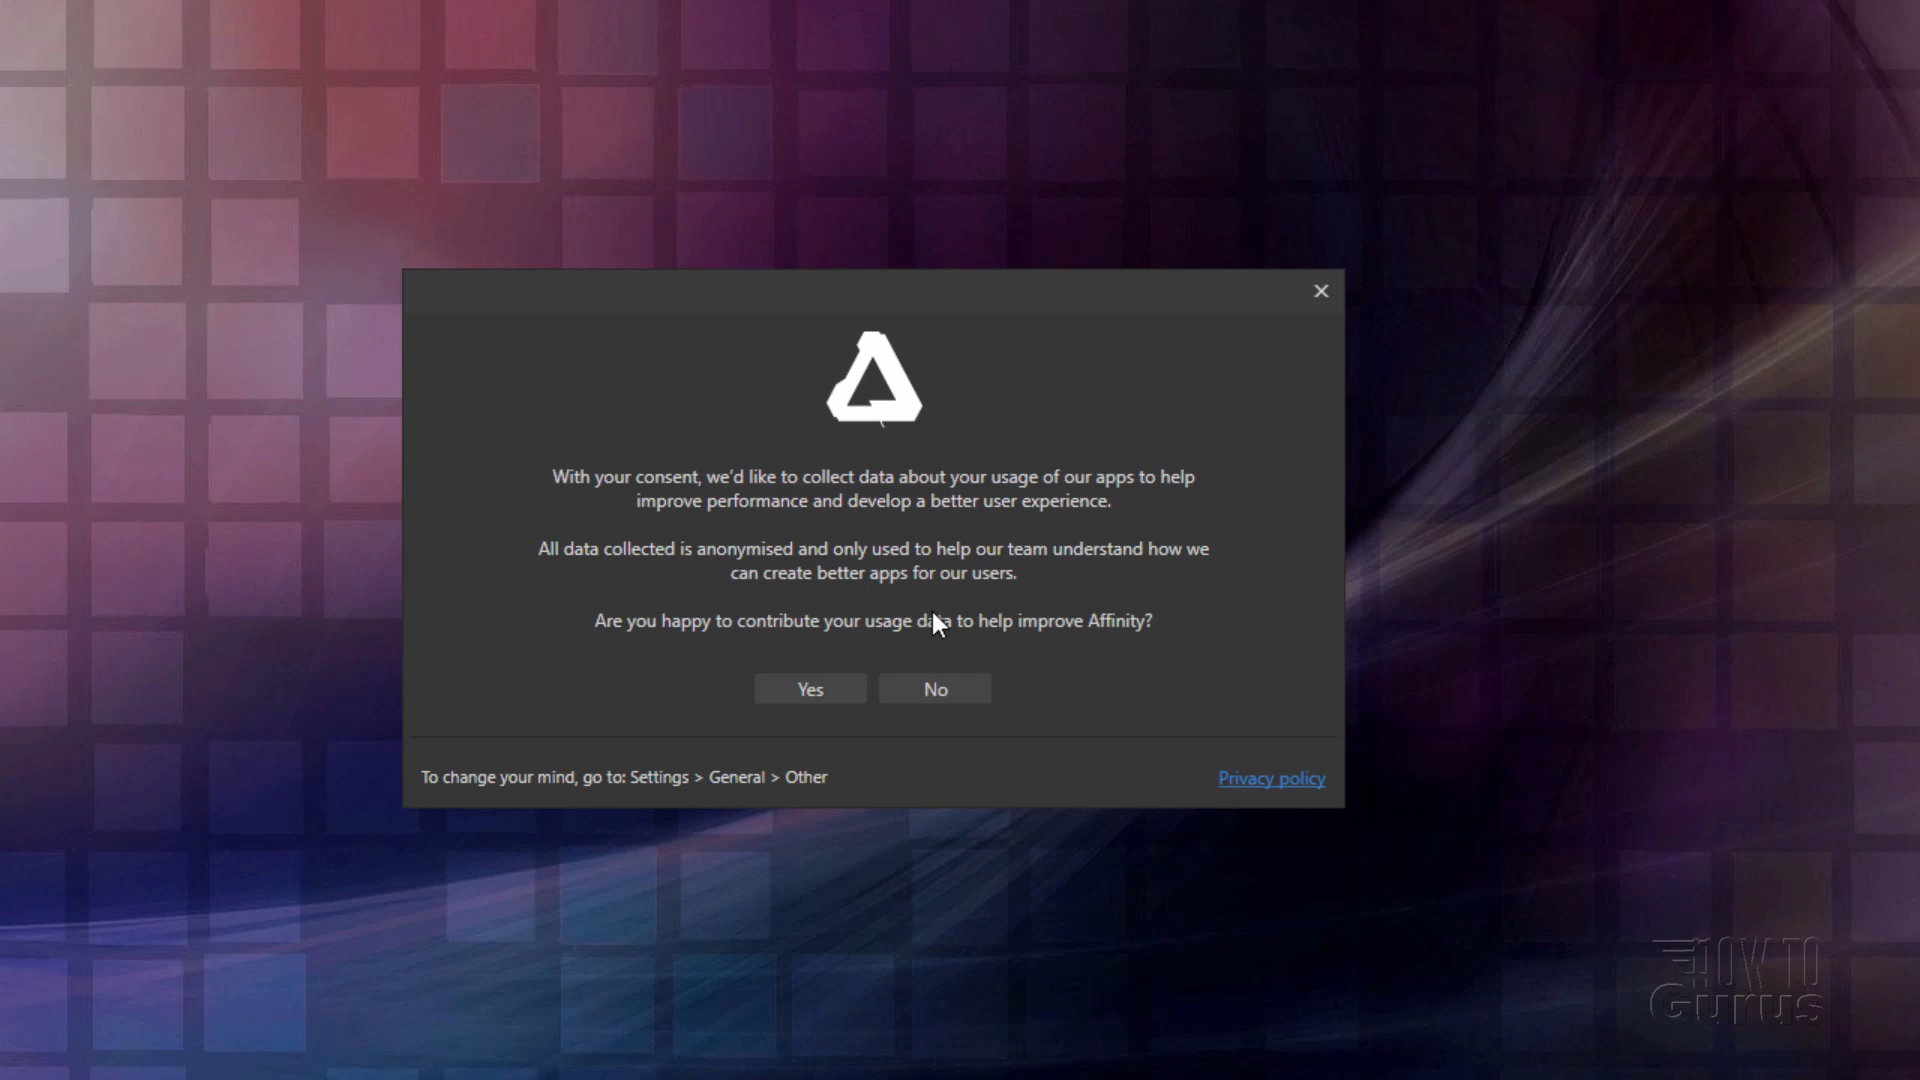 With your consent, we'd like to collect data about your usage of our apps to help
improve performance and develop a better user experience.
All data collected is anonymised and only used to help our team understand how we
can create better apps for our users.
Are you happy to contribute your usage data to help improve Affinity?
Yes No
To change your mind, go to: Settings > General > Other Privacy policy
HOW TO
Gurus